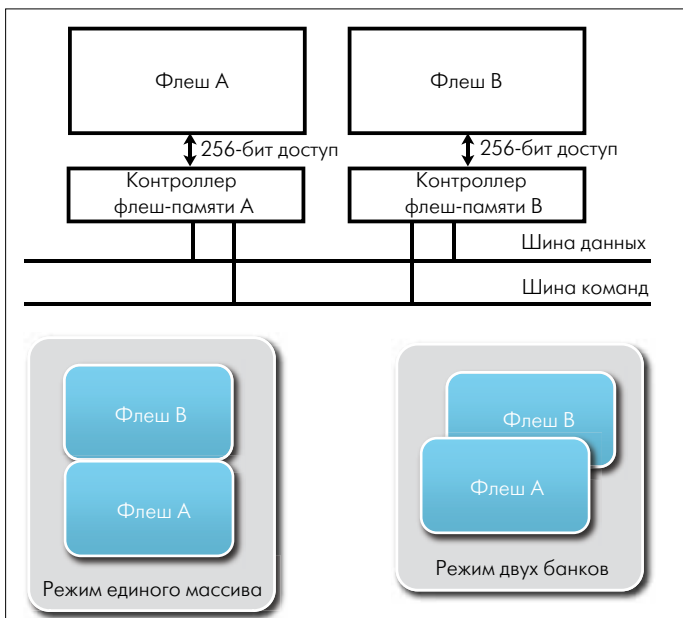 Флеш А
Флеш В
256-бит доступ
256-бит доступ
Контроллер
флеш-памяти А
Контроллер
флеш-памяти В
Шина данных
Шина команд
Флеш В
Флеш А
Режим единого массива
Флеш В
Флеш А
Режим двух банков